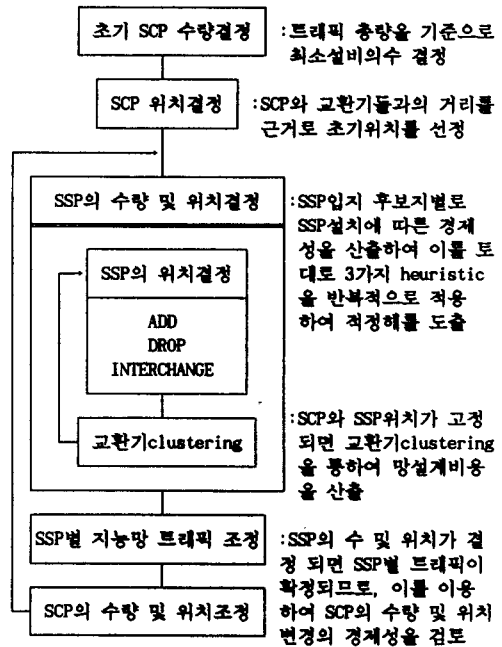 초기 SCP 수량결정
:트래픽 총량을 기준으로
최소설비의수 결정
SCP 위치결정
:SCP와 교환기들과의 거리를
근거로 초기위치를 선정
SSP의 수량 및 위치결정
:SSP입지 후보지별로
SSP설치에 따른 경제
성을 산출하여 이를 토
대로 3가지 heuristic
을 반복적으로 적용
하여 적정해를 도출
SSP의 위치결정
ADD
DROP
INTERCHANGE
교환기clustering
:SCP와 SSP위치가 고정
되면 교환기clustering
을 통하여 망설계비용
을 산출
SSP별 지능망 트래픽 조정
:SSP의 수 및 위치가 결
정 되면 SSP별 트래픽이
확정되므로, 이를 이용
하여 SCP의 수량 및 위치
변경의 경제성을 검토
SCP의 수량 및 위치조정